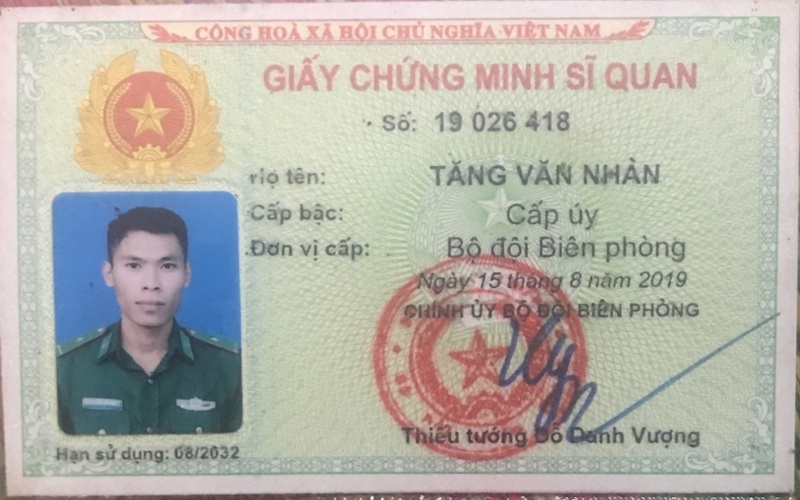 CỘNG HOÀ XÃ HỘI CHỦ NGHĨA VIỆT NAM
GIẤY CHỨNG MINH SĨ QUAN
Số: 19 026 418
Họ tên: TĂNG VĂN NHÀN
Cấp bậc: Cấp úy
Đơn vị cấp: Bộ đội Biên phòng
Ngày 15 tháng 8 năm 2019
CHÍNH ỦY BỘ ĐỘI BIÊN PHÒNG
Thiếu tướng Đỗ Danh Vượng
Hạn sử dụng: 08/2032